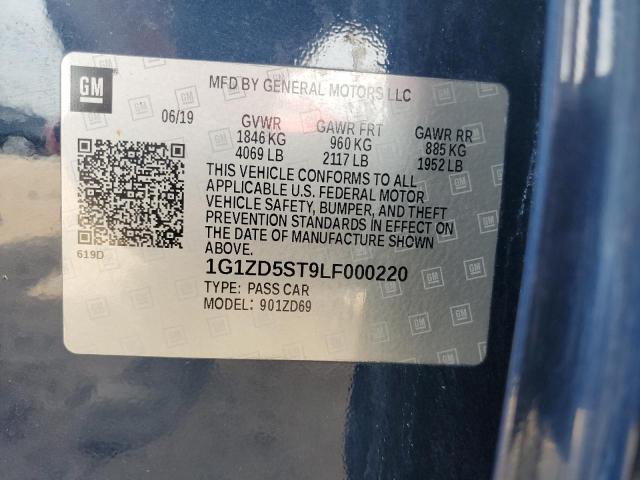 GM
MFD BY GENERAL MOTORS LLC
06/19
GVWR GAWR FRT GAWR RR
1846 KG 960 KG 885 KG
4069 LB 2117 LB 1952 LB
THIS VEHICLE CONFORMS TO ALL
APPLICABLE U.S. FEDERAL MOTOR
VEHICLE SAFETY, BUMPER, AND THEFT
PREVENTION STANDARDS IN EFFECT ON
THE DATE OF MANUFACTURE SHOWN
ABOVE.
619D
1G1ZD5ST9LF000220
TYPE: PASS CAR
MODEL: 901ZD69